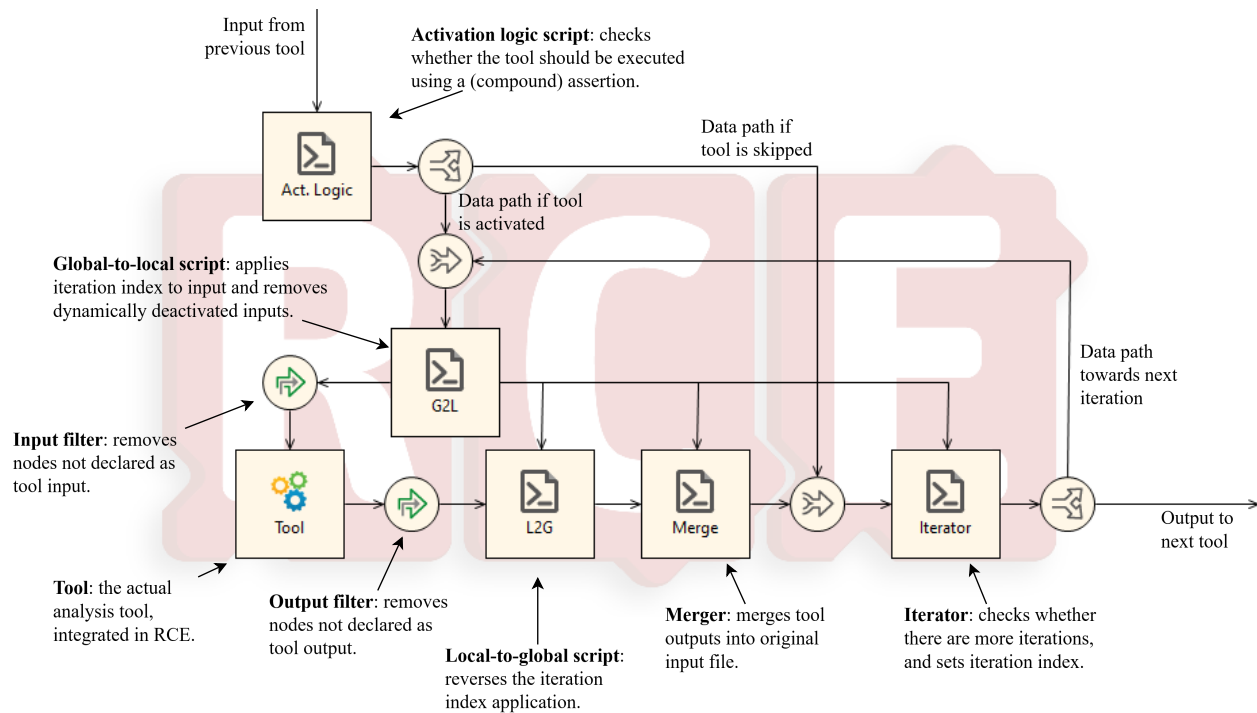 Input from
previous tool
Activation logic script: checks
whether the tool should be executed
using a (compound) assertion.
Act. Logic
Data path if
tool is skipped
Data path if tool
is activated
Global-to-local script: applies
iteration index to input and removes
dynamically deactivated inputs.
G2L
Data path
towards next
iteration
Input filter: removes
nodes not declared as
tool input.
Tool
L2G
Merge
Iterator
Output to
next tool
Tool: the actual
analysis tool,
integrated in RCE.
Output filter: removes
nodes not declared as
tool output.
Local-to-global script:
reverses the iteration
index application.
Merger: merges tool
outputs into original
input file.
Iterator: checks whether
there are more iterations,
and sets iteration index.
RCE